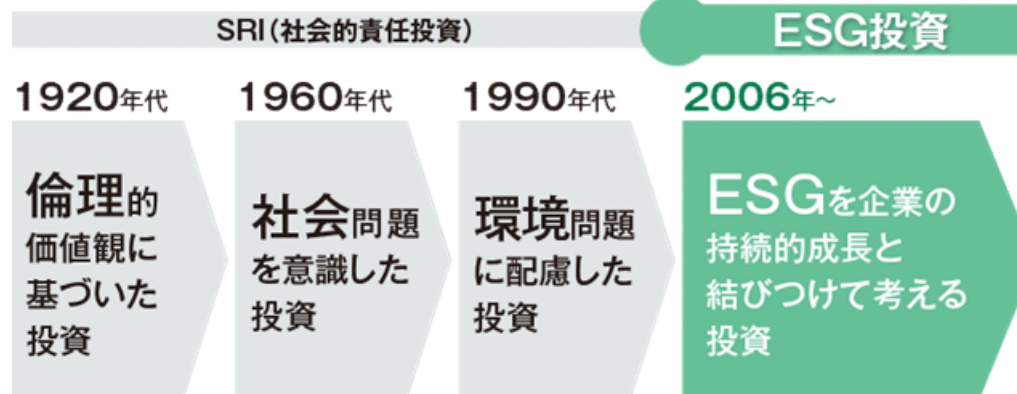 SRI(社会的責任投資)
ESG投資
1920年代
倫理的
価値観に
基づいた
投資
1960年代
社会問題
を意識した
投資
1990年代
環境問題
に配慮した
投資
2006年~
ESGを企業の
持続的成長と
結びつけて考える
投資